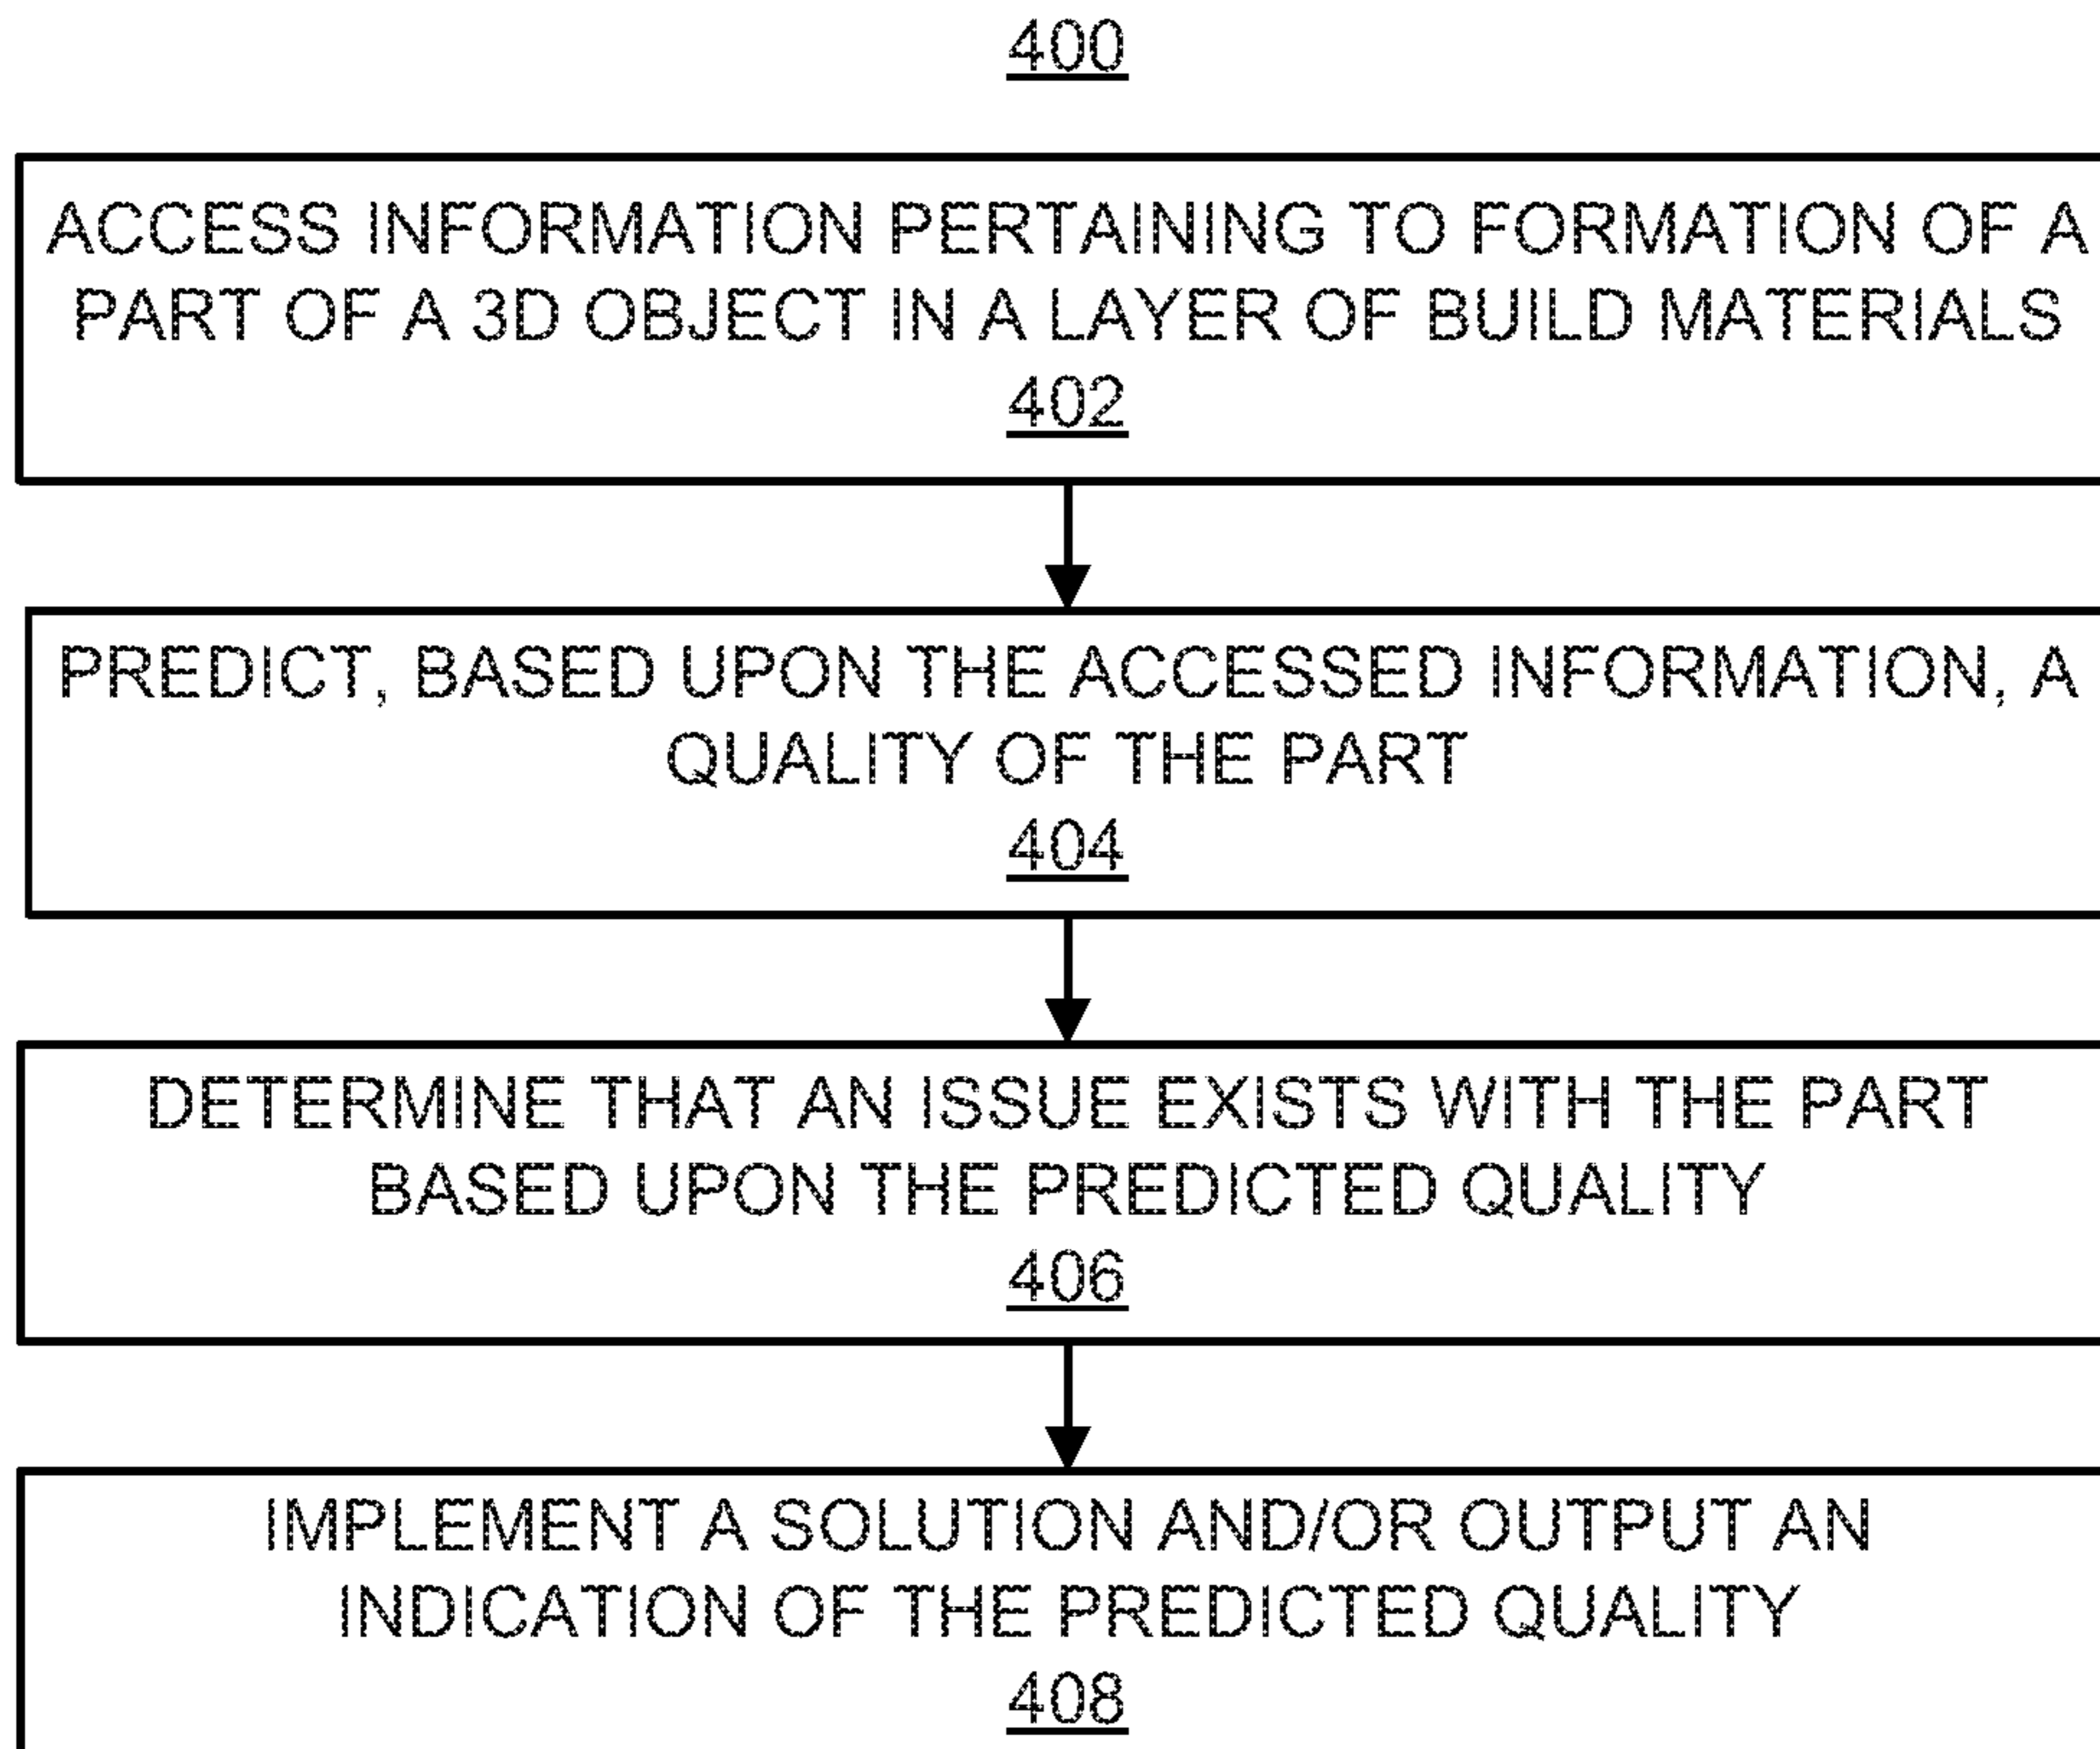 400
ACCESS INFORMATION PERTAINING TO FORMATION OF A
PART OF A 3D OBJECT IN A LAYER OF BUILD MATERIALS
402
PREDICT, BASED UPON THE ACCESSED INFORMATION, A
QUALITY OF THE PART
404
DETERMINE THAT AN ISSUE EXISTS WITH THE PART
BASED UPON THE PREDICTED QUALITY
406
IMPLEMENT A SOLUTION AND/OR OUTPUT AN
INDICATION OF THE PREDICTED QUALITY
408